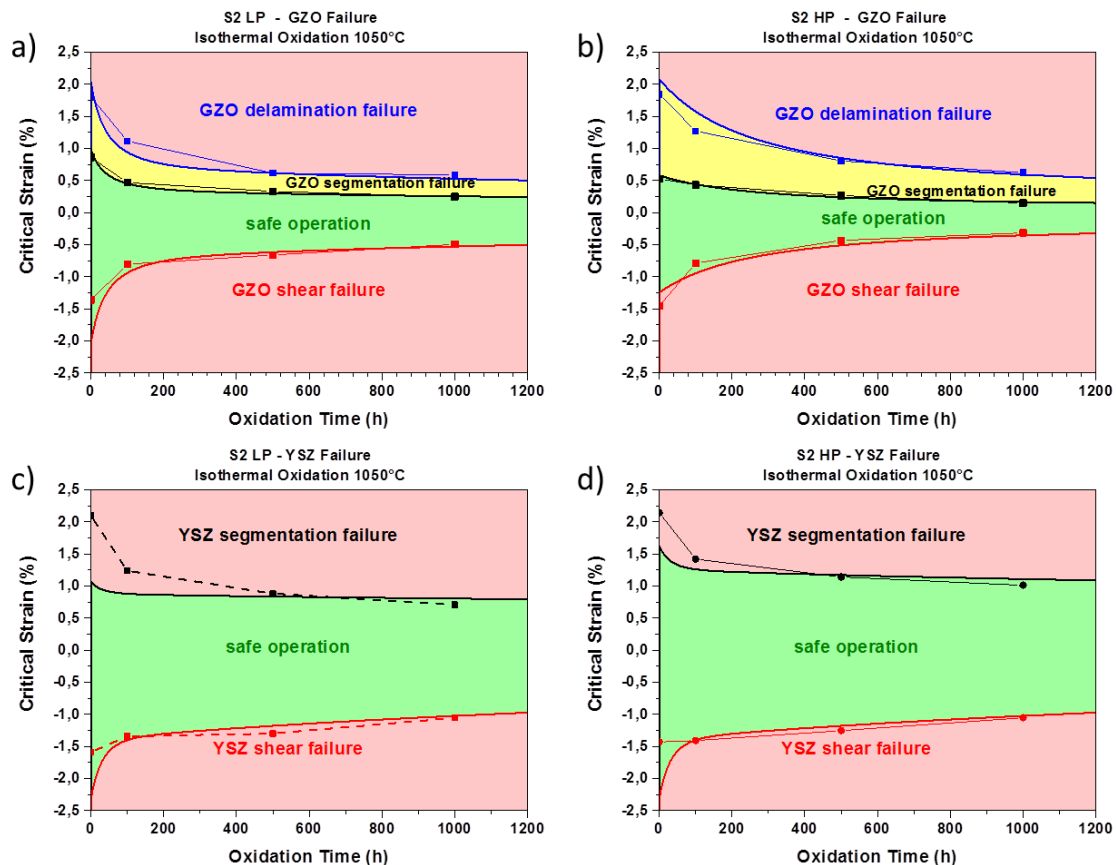 a)
S2 LP - GZO Failure
Isothermal Oxidation 1050°C
Critical Strain (%)
2,5
2,0
1,5
1,0
0,5
0,0
-0,5
-1,0
-1,5
-2,0
-2,5
GZO delamination failure
GZO segmentation failure
safe operation
GZO shear failure
0 200 400 600 800 1000 1200
Oxidation Time (h)
b)
S2 HP - GZO Failure
Isothermal Oxidation 1050°C
Critical Strain (%)
2,5
2,0
1,5
1,0
0,5
0,0
-0,5
-1,0
-1,5
-2,0
-2,5
GZO delamination failure
GZO segmentation failure
safe operation
GZO shear failure
0 200 400 600 800 1000 1200
Oxidation Time (h)
c)
S2 LP - YSZ Failure
Isothermal Oxidation 1050°C
Critical Strain (%)
2,5
2,0
1,5
1,0
0,5
0,0
-0,5
-1,0
-1,5
-2,0
-2,5
YSZ segmentation failure
safe operation
YSZ shear failure
0 200 400 600 800 1000 1200
Oxidation Time (h)
d)
S2 HP - YSZ Failure
Isothermal Oxidation 1050°C
Critical Strain (%)
2,5
2,0
1,5
1,0
0,5
0,0
-0,5
-1,0
-1,5
-2,0
-2,5
YSZ segmentation failure
safe operation
YSZ shear failure
0 200 400 600 800 1000 1200
Oxidation Time (h)